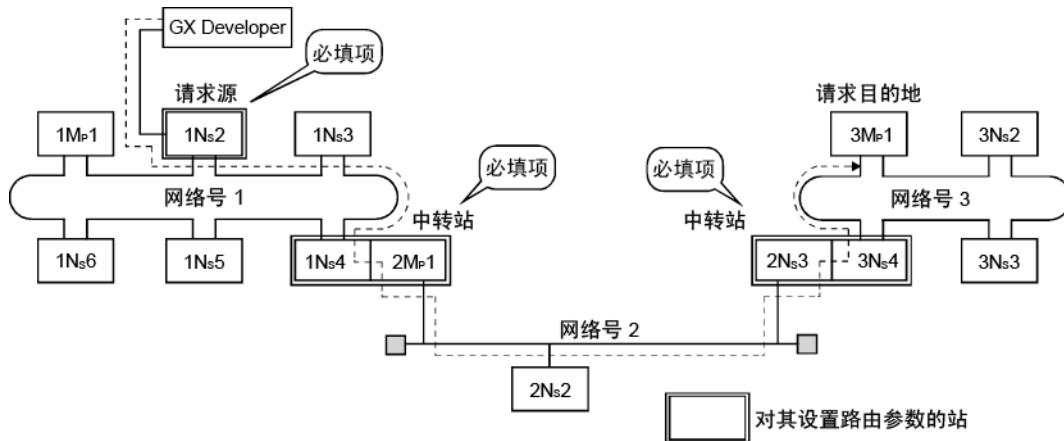 GX Developer
必填项
请求源
请求目的地
1MP1
1NS2
1NS3
3MP1
3NS2
必填项
必填项
网络号 1
网络号 3
中转站
中转站
1NS6
1NS5
1NS4
2MP1
2NS3
3NS4
3NS3
网络号 2
2NS2
对其设置路由参数的站